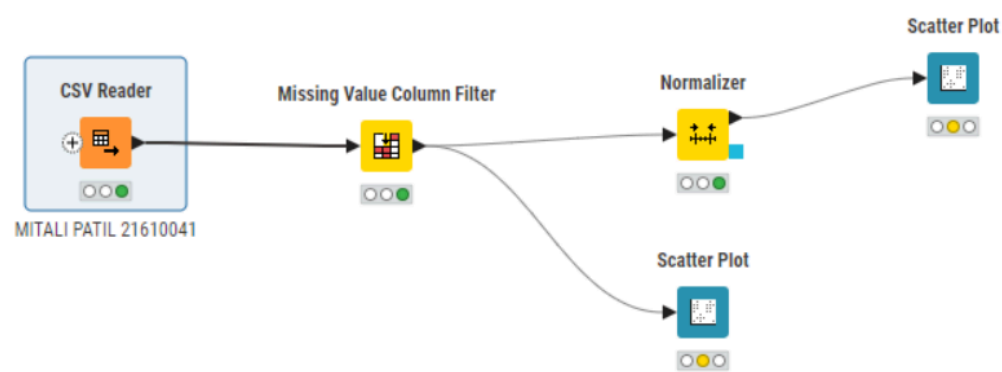 Scatter Plot
CSV Reader
Missing Value Column Filter
Normalizer
MITALI PATIL 21610041
Scatter Plot